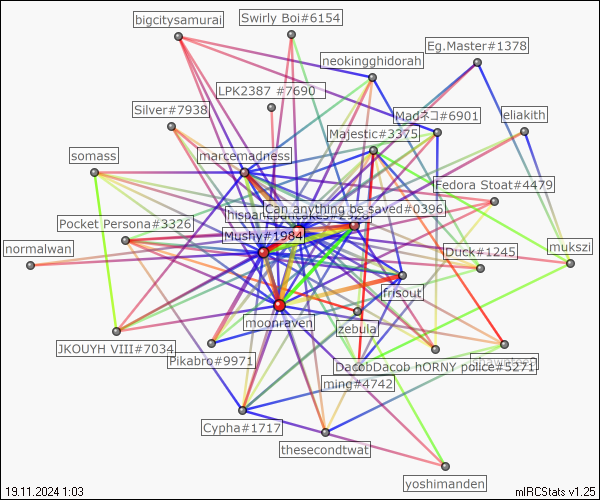 bigcitysamurai
Swirly Boi#6154
Eg.Master#1378
neokingghidorah
LPK2387 #7690
Silver#7938
Madネコ#6901
eliakith
Majestic#3375
somass
marcemadness
Fedora Stoat#4479
Can anything be saved#0396
Pocket Persona#3326
Mushy#1984
normalwan
Duck#1245
mukszi
frisout
moonraven
zebula
JKOUYH VIII#7034
Pikabro#9971
DacobDacob hORNY police#5271
ming#4742
Cypha#1717
thesecondtwat
yoshimanden
19.11.2024 1:03
mIRCStats v1.25